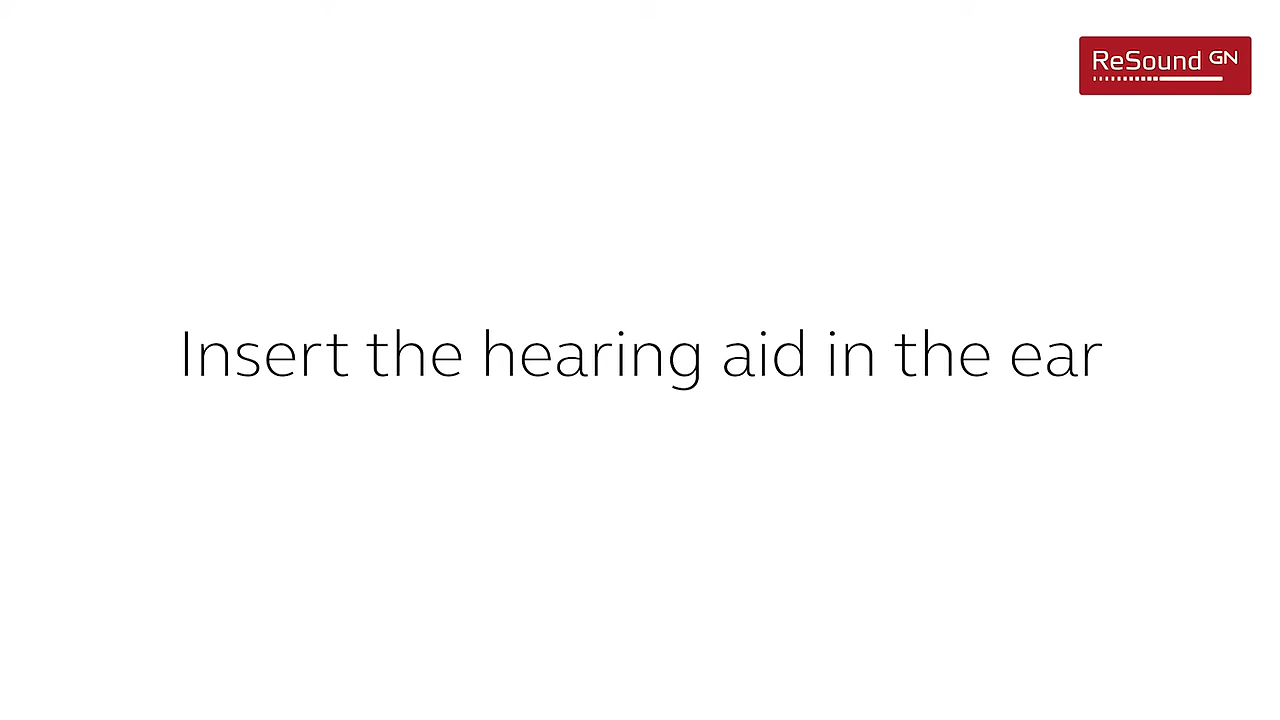 ReSound GN
Insert the hearing aid in the ear